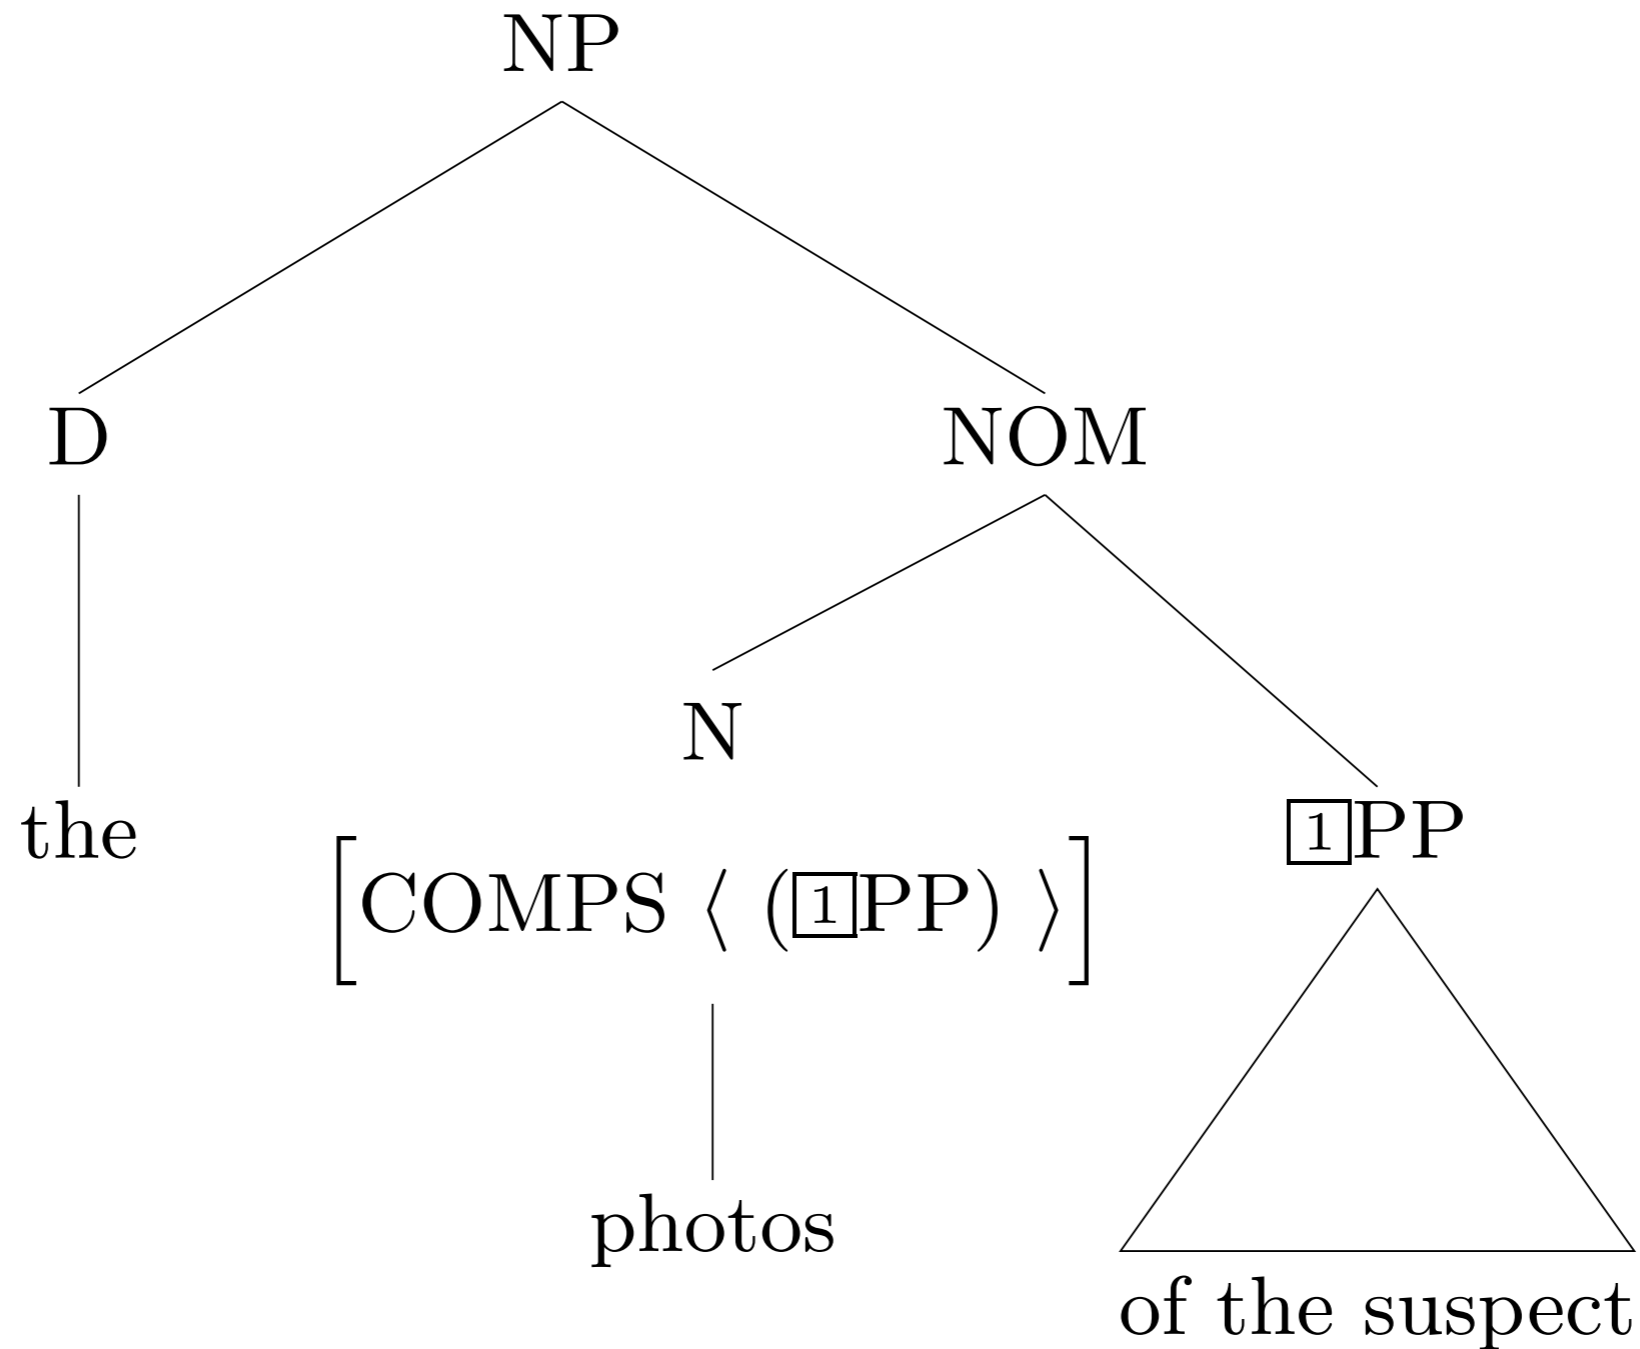 NP
D NOM
N
the 1PP
[COMPS ⟨ (1PP) ⟩]
photos
of the suspect